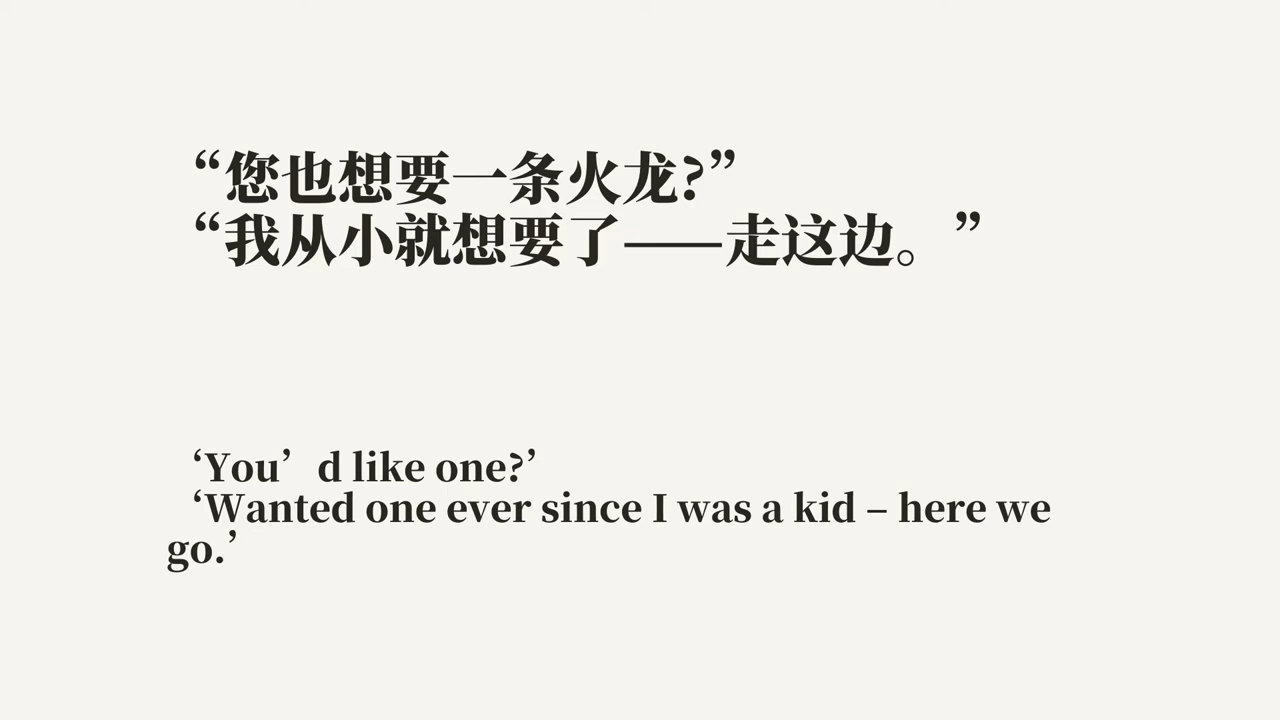 “您也想要一条火龙?”
“我从小就想要了——走这边。”
‘You’d like one?’
‘Wanted one ever since I was a kid – here we
go.’